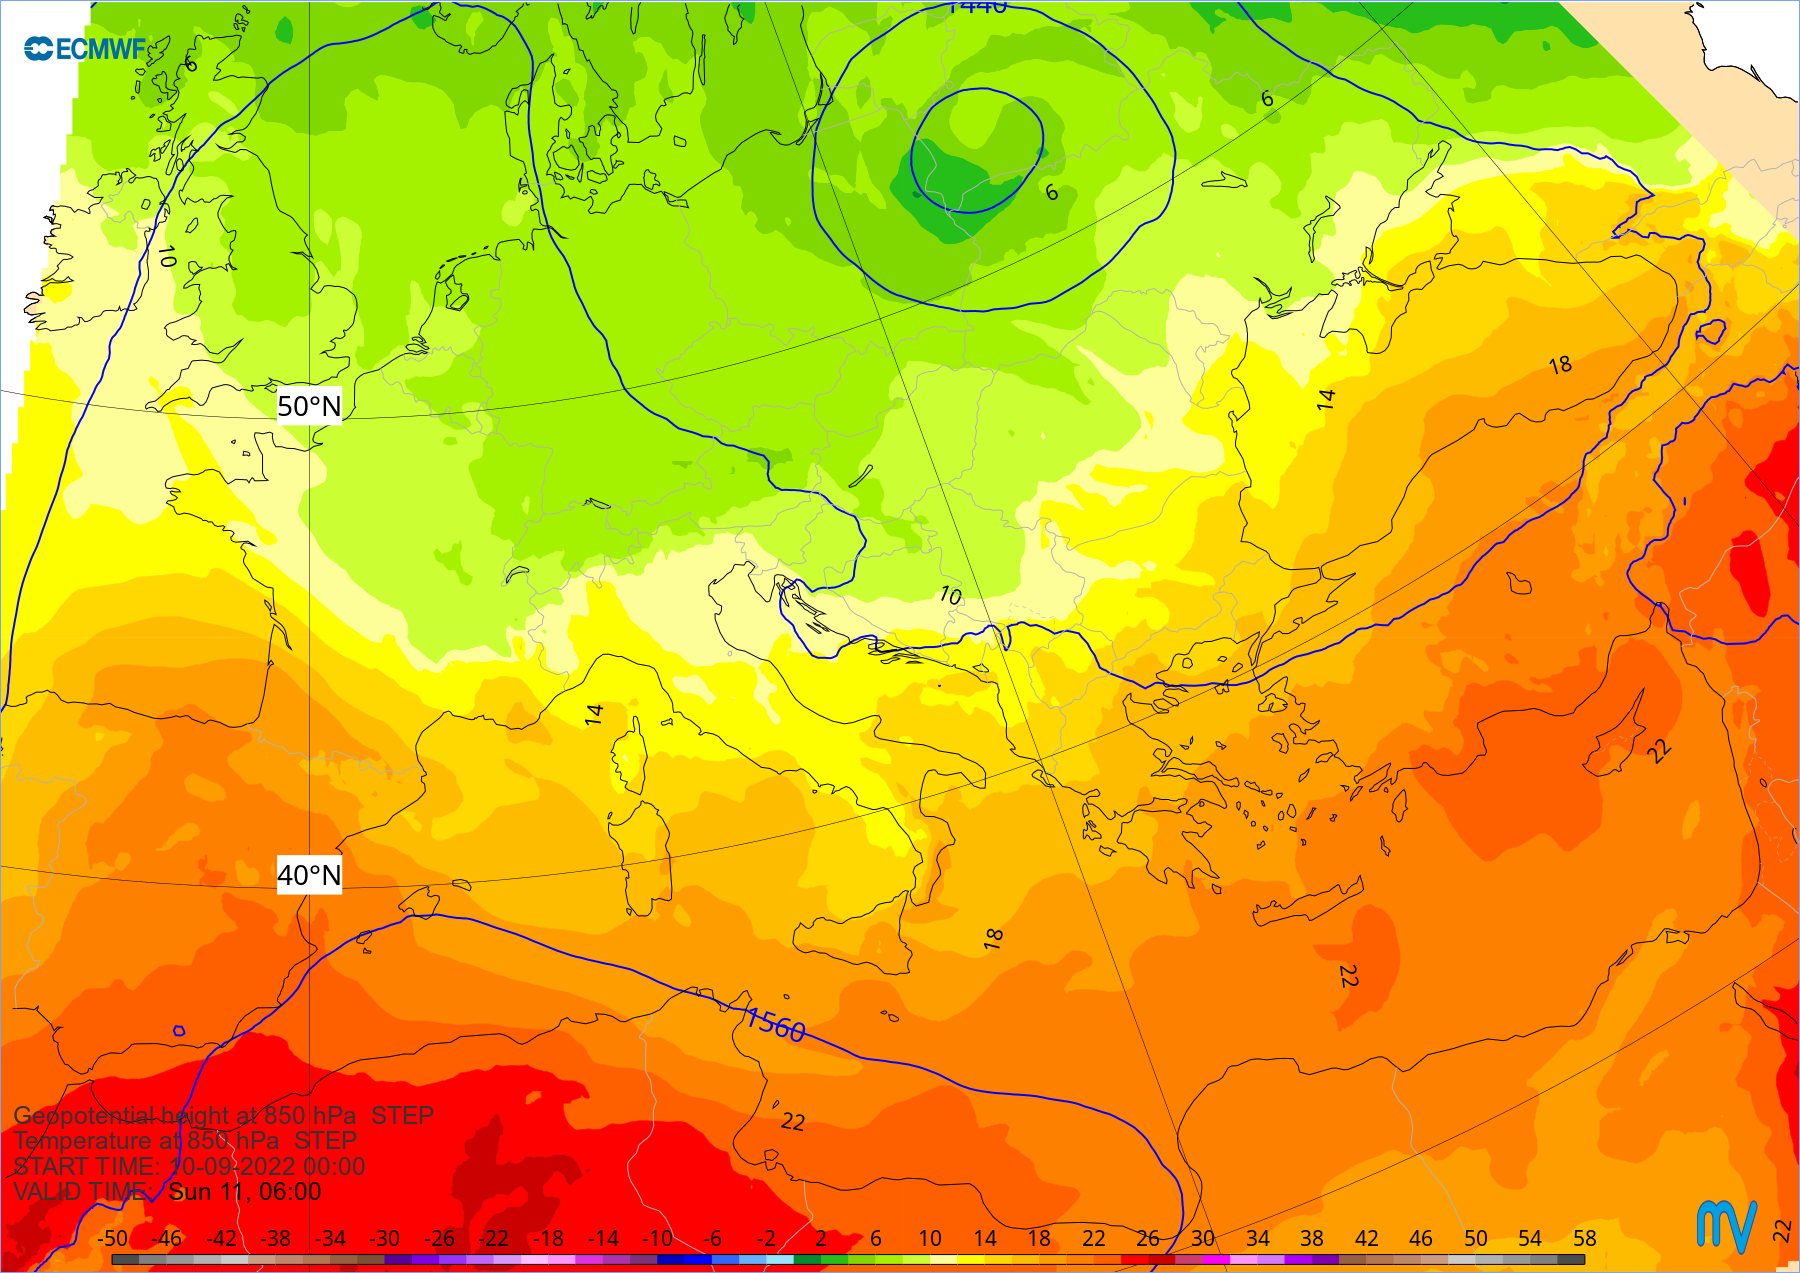 1440
ECMWF
6
6
6
10
18
14
50°N
10
14
22
40°N
18
22
1560
22
Geopotential height at 850 hPa STEP
Temperature at 850 hPa STEP
START TIME: 10-09-2022 00:00
VALID TIME: Sun 11, 06:00
22
-50 -46 -42 -38 -34 -30 -26 -22 -18 -14 -10 -6 -2 2 6 10 14 18 22 26 30 34 38 42 46 50 54 58